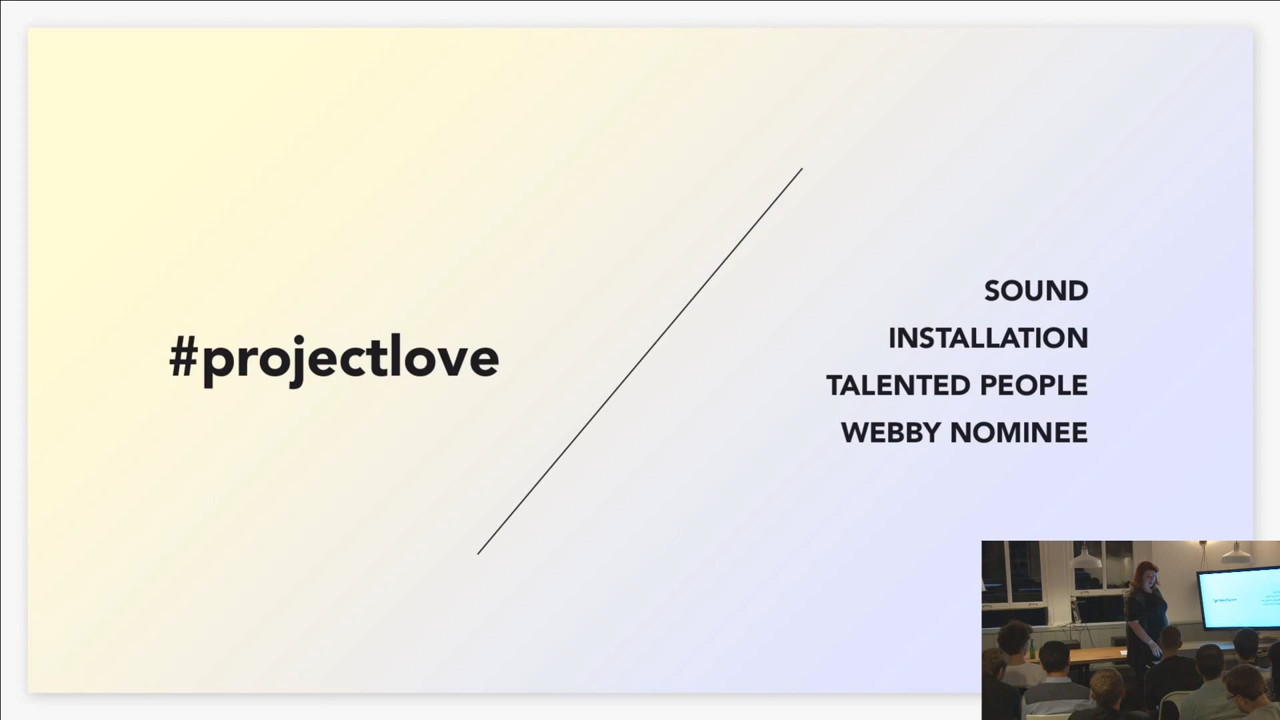 #projectlove
SOUND
INSTALLATION
TALENTED PEOPLE
WEBBY NOMINEE